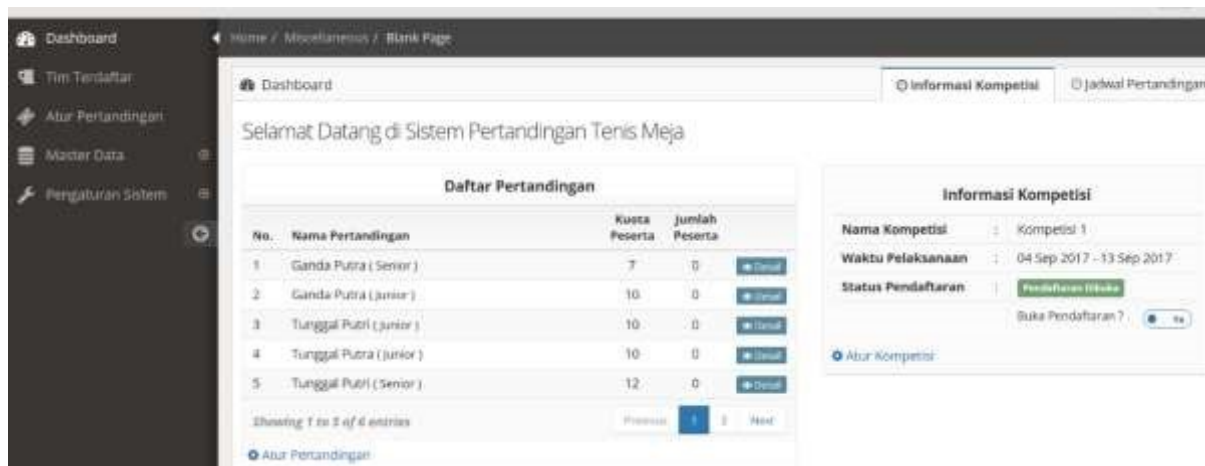 Dashboard
Tim Terdaftar
Atur Pertandingan
Master Data
Pengaturan Sistem
Home / Miscellaneous / Blank Page
Dashboard
Informasi Kompetisi
Jadwal Pertandingan
Selamat Datang di Sistem Pertandingan Tenis Meja
Daftar Pertandingan
No. Nama Pertandingan Kuota Peserta Jumlah Peserta
1 Ganda Putra ( Senior ) 7 0 Detail
2 Ganda Putra ( Junior ) 10 0 Detail
3 Tunggal Putri ( Junior ) 10 0 Detail
4 Tunggal Putra ( Junior ) 10 0 Detail
5 Tunggal Putri ( Senior ) 12 0 Detail
Showing 1 to 5 of 6 entries
Previous 1 2 Next
Atur Pertandingan
Informasi Kompetisi
Nama Kompetisi : Kompetisi 1
Waktu Pelaksanaan : 04 Sep 2017 - 13 Sep 2017
Status Pendaftaran : Pendaftaran Dibuka
Buka Pendaftaran ? Ya
Atur Kompetisi